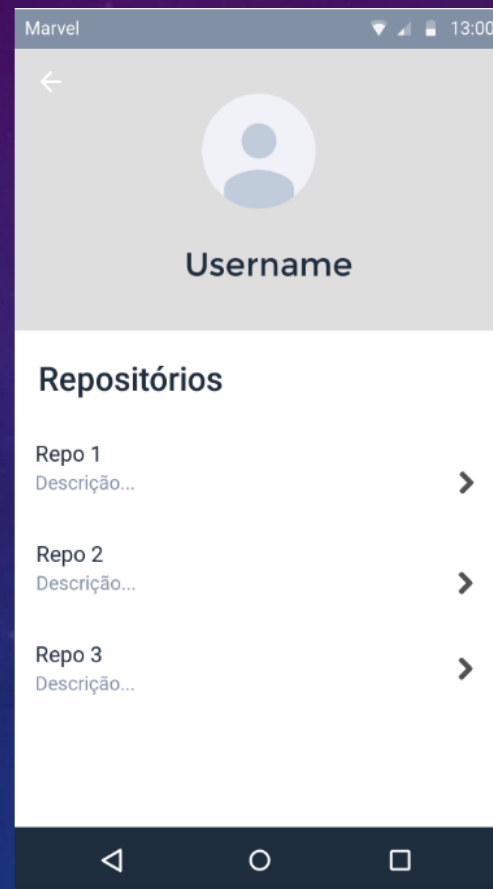 Marvel 13:00
Username
Repositórios
Repo 1
Descrição...
Repo 2
Descrição...
Repo 3
Descrição...